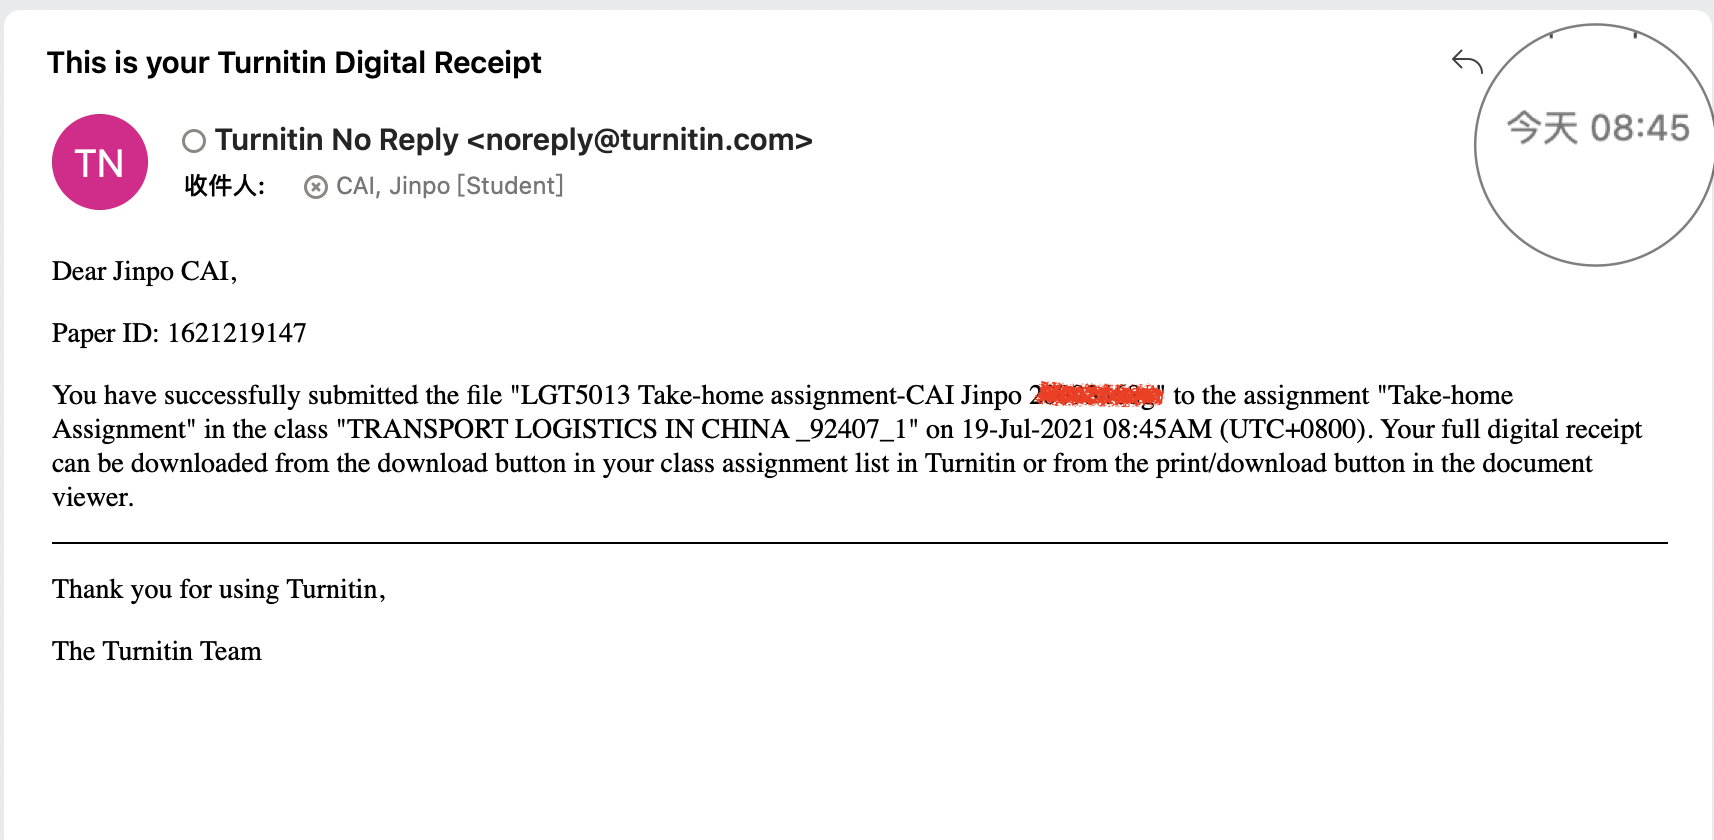 This is your Turnitin Digital Receipt
今天 08:45
TN
Turnitin No Reply <noreply@turnitin.com>
收件人: CAI, Jinpo [Student]
Dear Jinpo CAI,
Paper ID: 1621219147
You have successfully submitted the file "LGT5013 Take-home assignment-CAI Jinpo " to the assignment "Take-home
Assignment" in the class "TRANSPORT LOGISTICS IN CHINA _92407_1" on 19-Jul-2021 08:45AM (UTC+0800). Your full digital receipt
can be downloaded from the download button in your class assignment list in Turnitin or from the print/download button in the document
viewer.
Thank you for using Turnitin,
The Turnitin Team